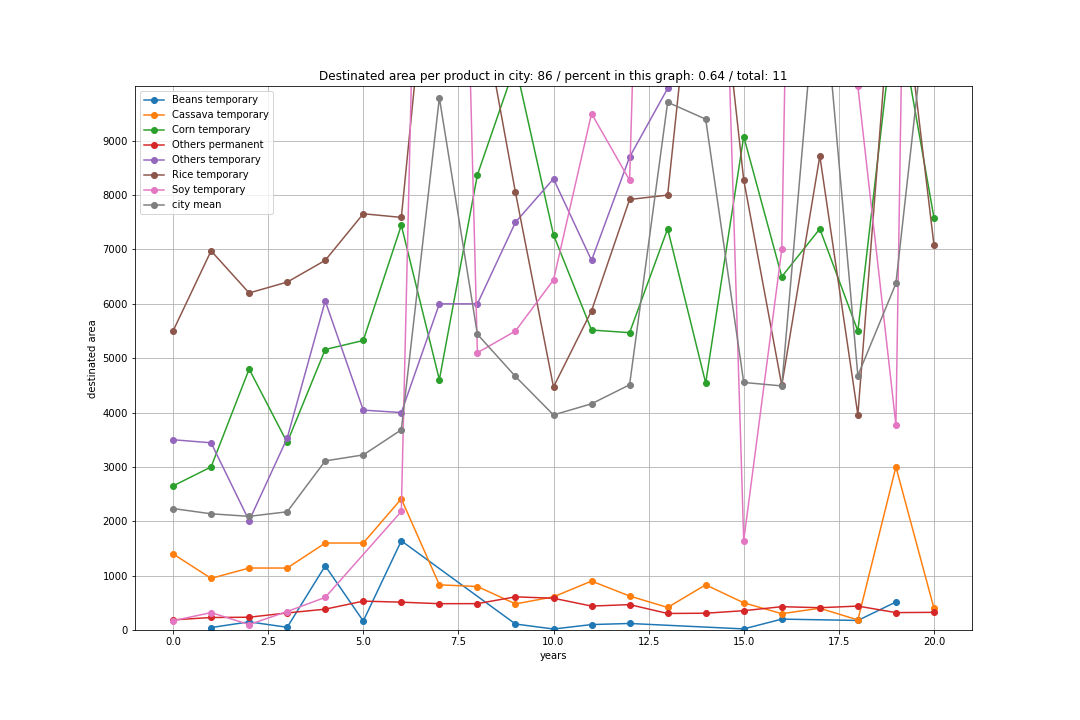 Destinated area per product in city: 86 / percent in this graph: 0.64 / total: 11
Beans temporary
Cassava temporary
Corn temporary
Others permanent
Others temporary
Rice temporary
Soy temporary
city mean
9000
8000
7000
6000
5000
4000
3000
2000
1000
0
destinated area
0.0 2.5 5.0 7.5 10.0 12.5 15.0 17.5 20.0
years